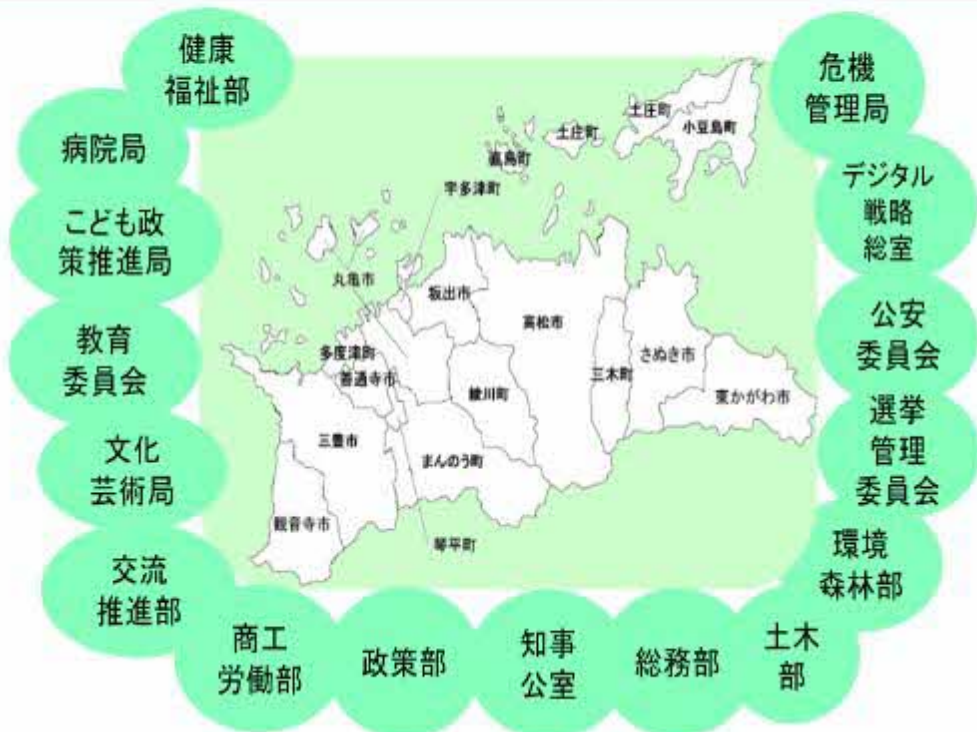 健康
福祉部
病院局
こども政
策推進局
教育
委員会
文化
芸術局
交流
推進部
商工
労働部
政策部
知事
公室
総務部
土木
部
環境
森林部
選挙
管理
委員会
公安
委員会
デジタル
戦略
総室
危機
管理局
土庄町
小豆島町
土庄町
直島町
宇多津町
丸亀市
坂出市
高松市
多度津町
善通寺市
綾川町
三木町
さぬき市
東かがわ市
三豊市
まんのう町
観音寺市
琴平町